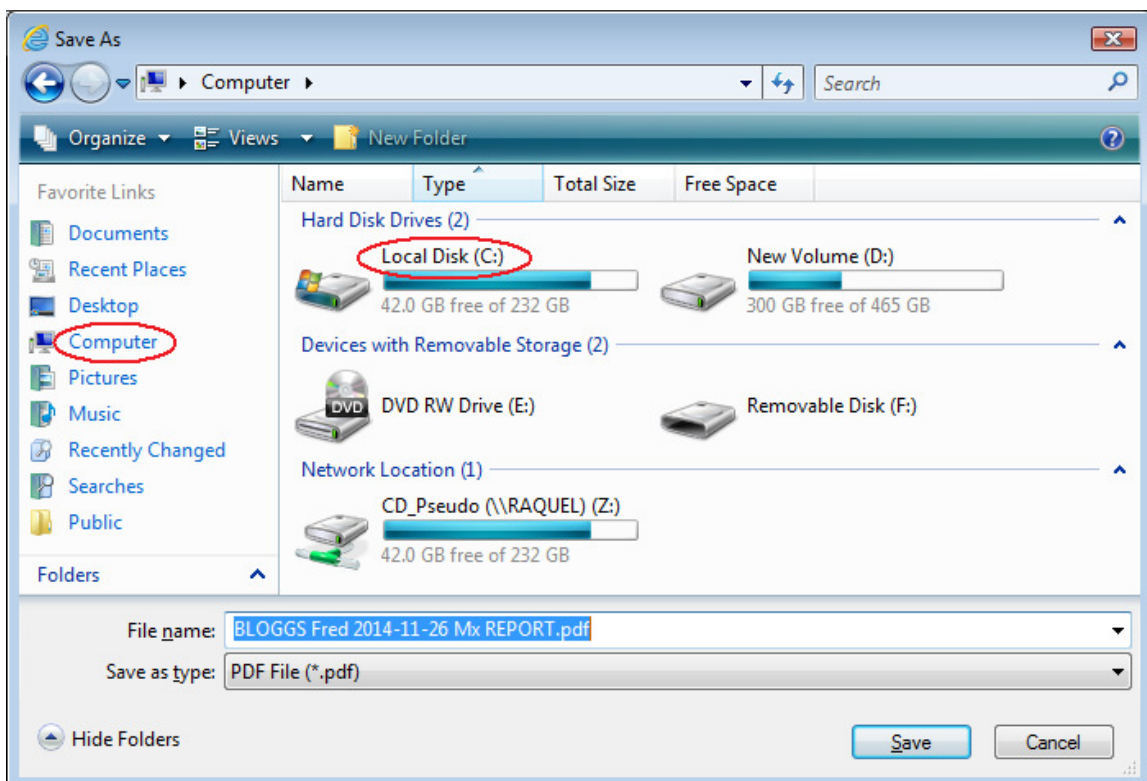 Save As
Computer
Search
Organize Views New Folder
Favorite Links
Documents
Recent Places
Desktop
Computer
Pictures
Music
Recently Changed
Searches
Public
Folders
Name Type Total Size Free Space
Hard Disk Drives (2)
Local Disk (C:)
42.0 GB free of 232 GB
New Volume (D:)
300 GB free of 465 GB
Devices with Removable Storage (2)
DVD
DVD RW Drive (E:)
Removable Disk (F:)
Network Location (1)
CD_Pseudo (\\RAQUEL) (Z:)
42.0 GB free of 232 GB
File name: BLOGGS Fred 2014-11-26 Mx REPORT.pdf
Save as type: PDF File (*.pdf)
Hide Folders
Save Cancel